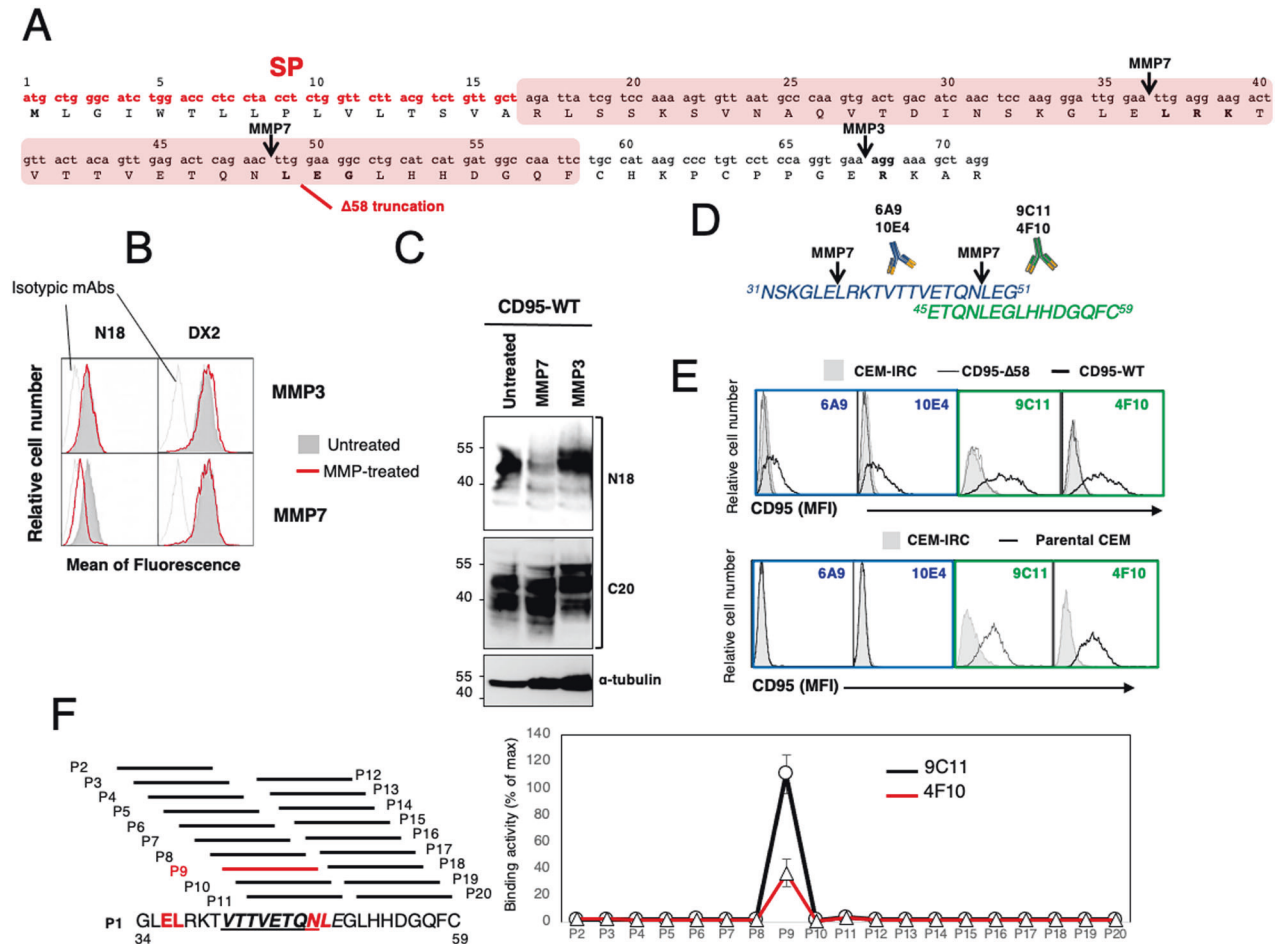 A
SP
MMP7
1 5 10 15 20 25 30 35 40
atg ctg ggc atc tgg acc ctc cta cct ctg gtt ctt acg tct gtt gct aga tta tcg tcc aaa agt gtt aat gcc caa gtg act gac atc aac tcc aag gga ttg gaa ttg agg aag act
M L G I W T L L P L V L T S V A R L S S K S V N A Q V T D I N S K G L E L R K T
MMP7 MMP3
45 50 55 60 65 70
gtt act aca gtt gag act cag aac ttg gaa ggc ctg cat cat gat ggc caa ttc tgc cat aag ccc tgt cct cca ggt gaa agg aaa gct agg
V T T V E T Q N L E G L H H D G Q F C H K P C P P G E R K A R
Δ58 truncation
B
Isotypic mAbs
N18 DX2
MMP3
MMP7
Untreated
MMP-treated
Relative cell number
Mean of Fluorescence
C
CD95-WT
Untreated MMP7 MMP3
55
40
N18
55
40
C20
55
40
α-tubulin
D
6A9 9C11
10E4 4F10
MMP7 MMP7
31NSKGLELRKTVTTVETQNLEG51
45ETQNLEGLHHDGQFC59
E
CEM-IRC CD95-Δ58 CD95-WT
Relative cell number
6A9 10E4 9C11 4F10
CD95 (MFI)
CEM-IRC Parental CEM
Relative cell number
6A9 10E4 9C11 4F10
CD95 (MFI)
F
P2
P3
P4
P5
P6
P7
P8
P9
P10
P11
P12
P13
P14
P15
P16
P17
P18
P19
P20
P1 GLELRKTVTTVETQNLEGLHHDGQFC
34 59
Binding activity (% of max)
140
120
100
80
60
40
20
0
9C11
4F10
P2 P3 P4 P5 P6 P7 P8 P9 P10 P11 P12 P13 P14 P15 P16 P17 P18 P19 P20